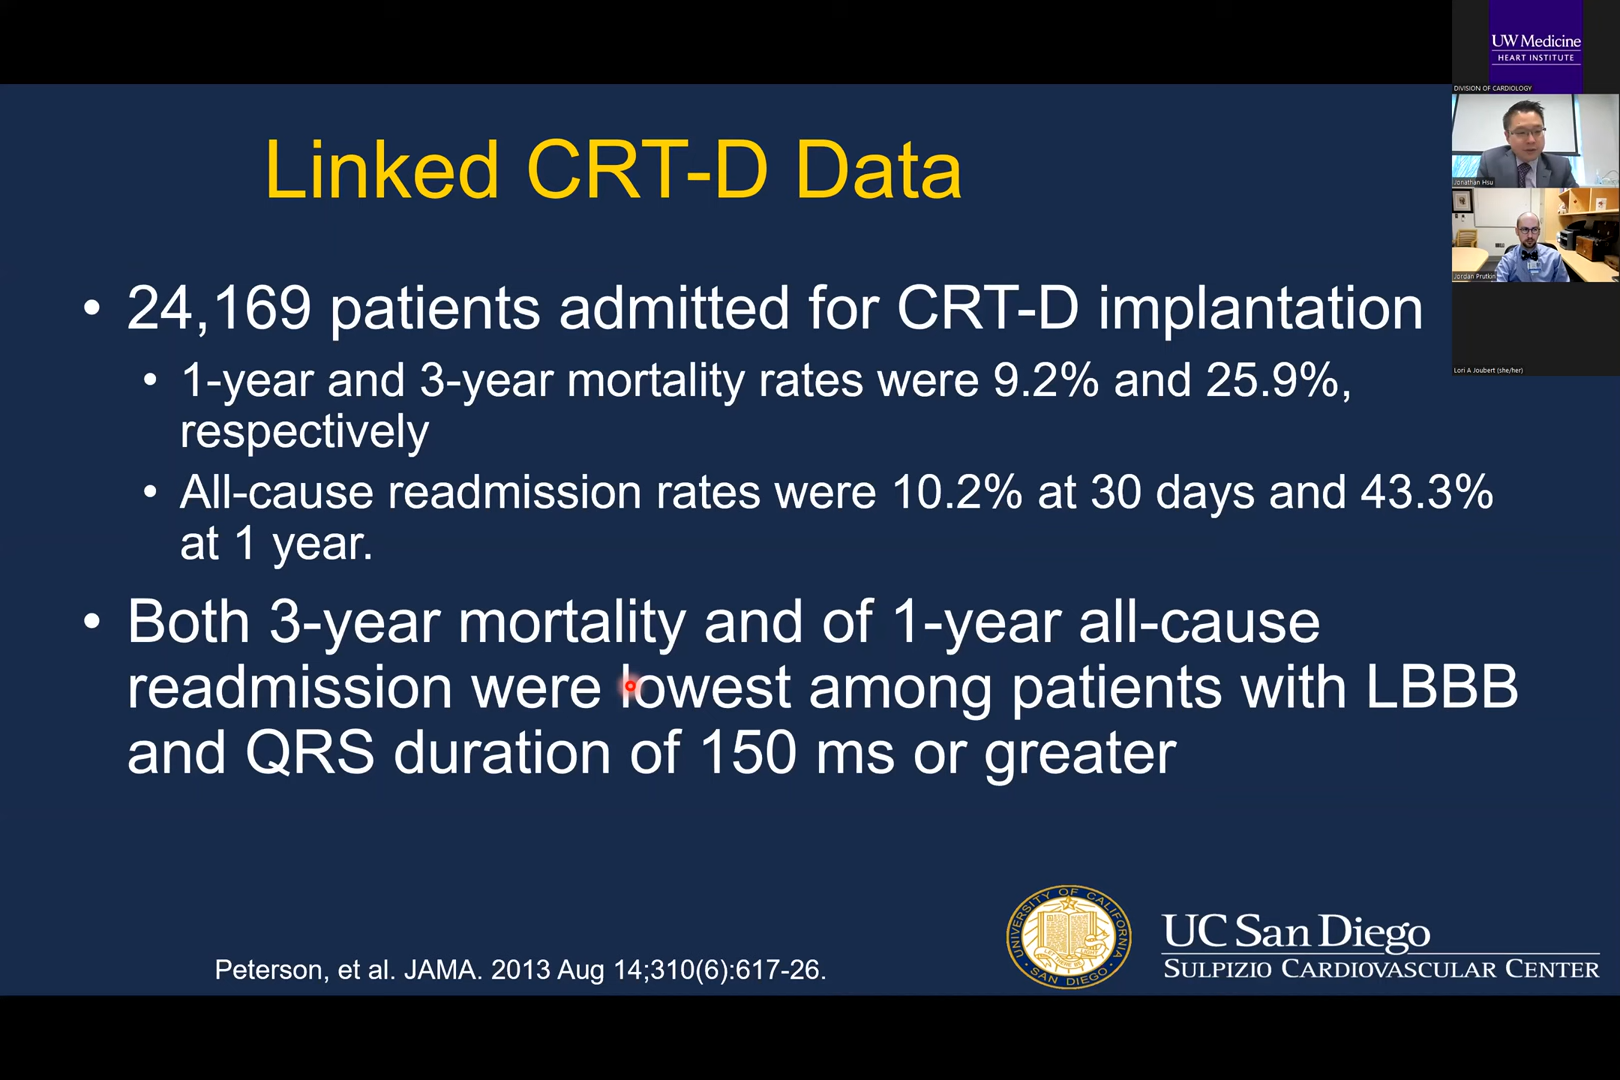 UW Medicine
HEART INSTITUTE
DIVISION OF CARDIOLOGY
Jonathan Hsu
Jordan Prutkin
Lori A Joubert (she/her)
Linked CRT-D Data
• 24,169 patients admitted for CRT-D implantation
• 1-year and 3-year mortality rates were 9.2% and 25.9%,
respectively
• All-cause readmission rates were 10.2% at 30 days and 43.3%
at 1 year.
• Both 3-year mortality and of 1-year all-cause
readmission were lowest among patients with LBBB
and QRS duration of 150 ms or greater
Peterson, et al. JAMA. 2013 Aug 14;310(6):617-26.
UNIVERSITY OF CALIFORNIA
SAN DIEGO
UC San Diego
SULPIZIO CARDIOVASCULAR CENTER